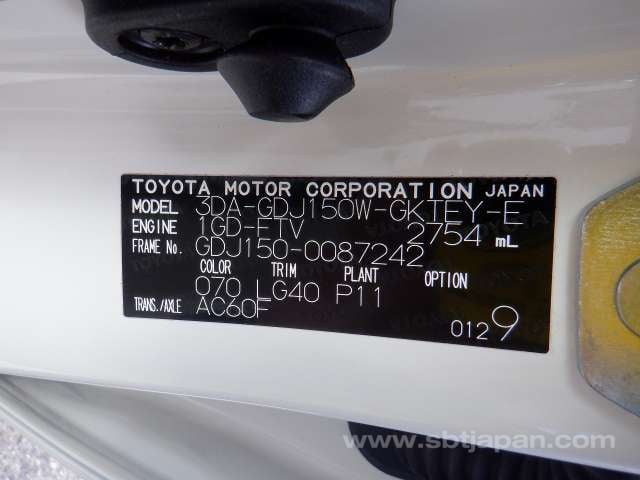 TOYOTA MOTOR CORPORATION JAPAN
MODEL 3DA-GDJ150W-GKTEY-E
ENGINE 1GD-FTV 2754 mL
FRAME No. GDJ150-0087242
COLOR TRIM PLANT OPTION
070 LG40 P11
TRANS./AXLE AC60F
0129
www.sbtjapan.com